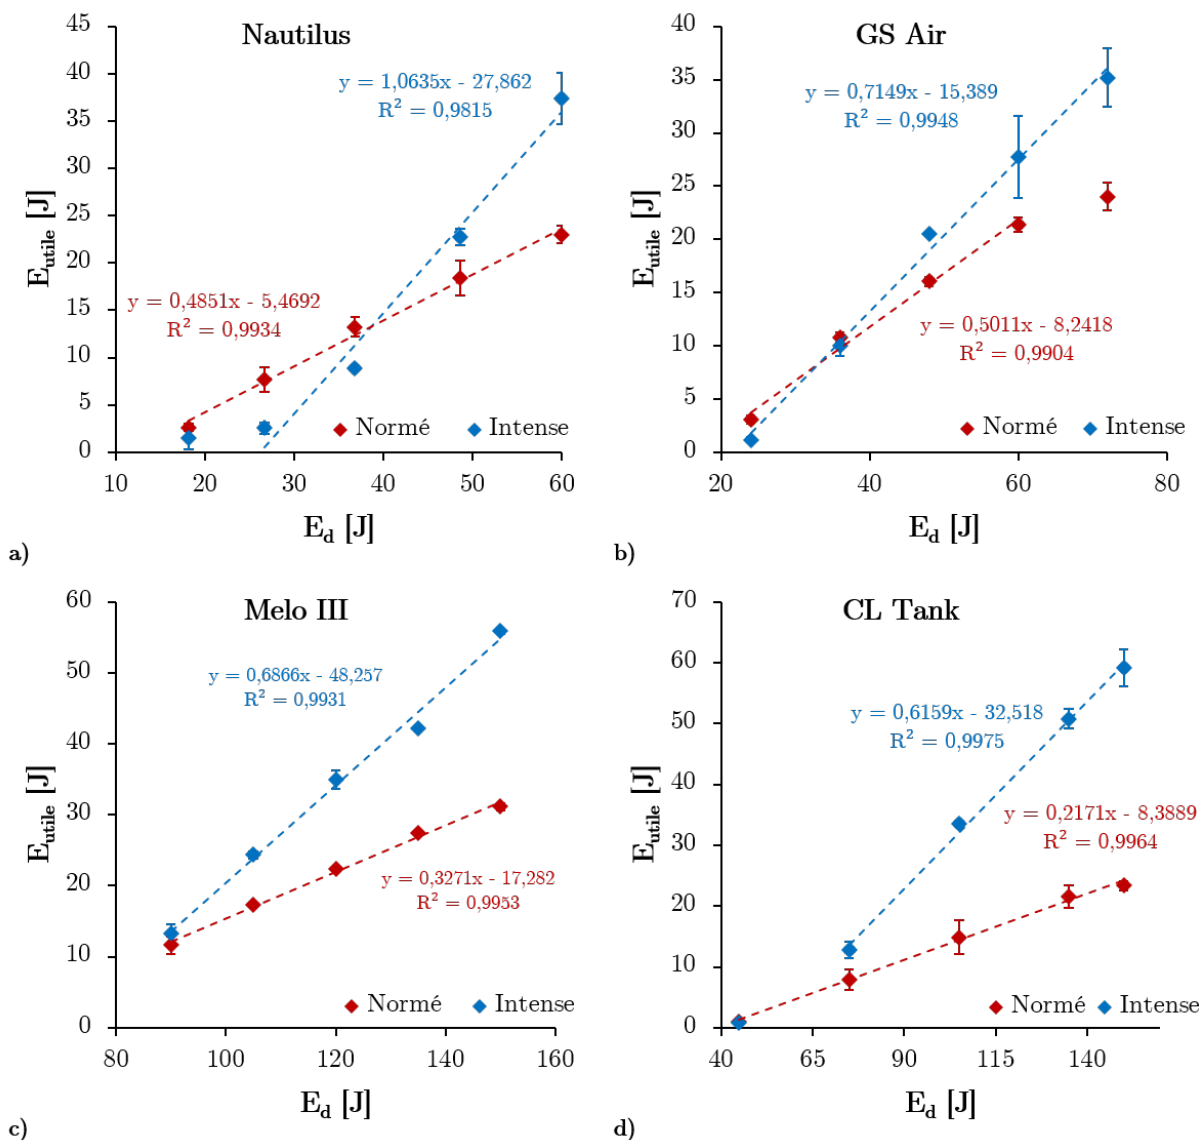 Nautilus
45
40
35
30
25
20
15
10
5
0
E_utile [J]
y = 1,0635x - 27,862
R² = 0,9815
y = 0,4851x - 5,4692
R² = 0,9934
Normé Intense
10 20 30 40 50 60
E_d [J]
a)
GS Air
40
35
30
25
20
15
10
5
0
E_utile [J]
y = 0,7149x - 15,389
R² = 0,9948
y = 0,5011x - 8,2418
R² = 0,9904
Normé Intense
20 40 60 80
E_d [J]
b)
Melo III
60
50
40
30
20
10
0
E_utile [J]
y = 0,6866x - 48,257
R² = 0,9931
y = 0,3271x - 17,282
R² = 0,9953
Normé Intense
80 100 120 140 160
E_d [J]
c)
CL Tank
70
60
50
40
30
20
10
0
E_utile [J]
y = 0,6159x - 32,518
R² = 0,9975
y = 0,2171x - 8,3889
R² = 0,9964
Normé Intense
40 65 90 115 140
E_d [J]
d)